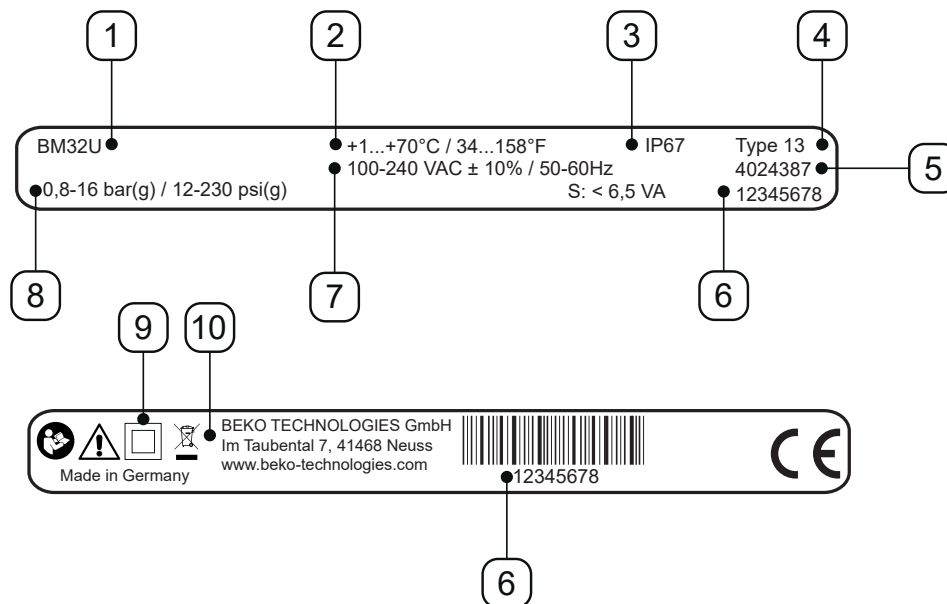 1 2 3 4
BM32U +1...+70°C / 34...158°F IP67 Type 13
100-240 VAC ± 10% / 50-60Hz 4024387 5
0,8-16 bar(g) / 12-230 psi(g) S: < 6,5 VA 12345678
8 7 6
9 10
BEKO TECHNOLOGIES GmbH
Im Taubental 7, 41468 Neuss
Made in Germany www.beko-technologies.com
12345678
CE
6